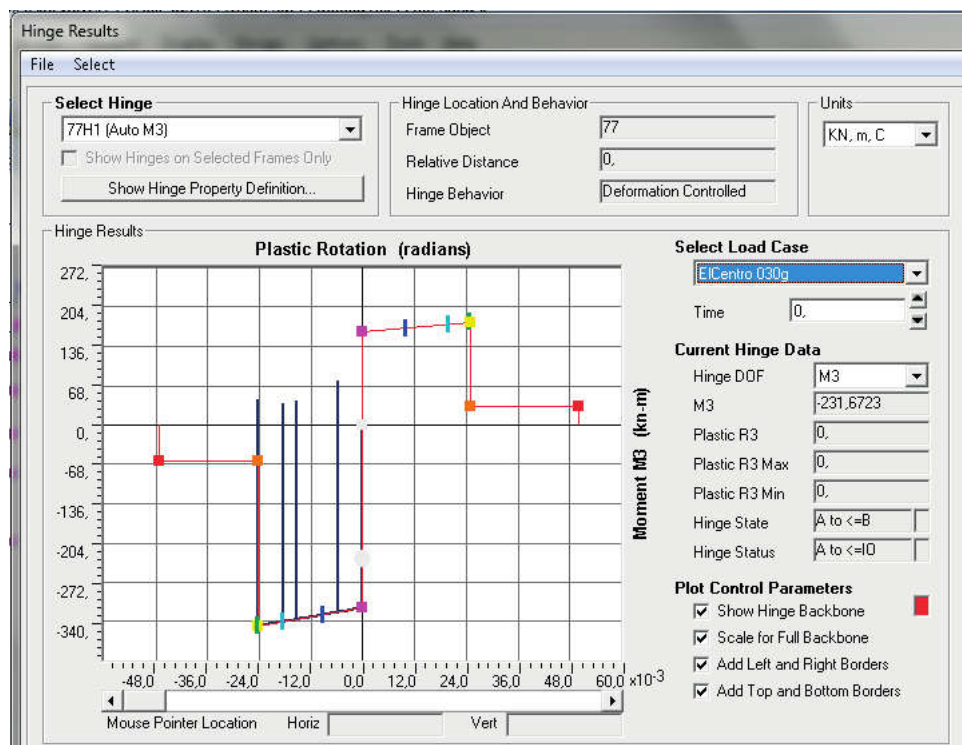 Hinge Results
File Select
Select Hinge
77H1 (Auto M3)
Show Hinges on Selected Frames Only
Show Hinge Property Definition...
Hinge Location And Behavior
Frame Object 77
Relative Distance 0,
Hinge Behavior Deformation Controlled
Units
KN, m, C
Hinge Results
Plastic Rotation (radians)
272,
204,
136,
68,
0,
-68,
-136,
-204,
-272,
-340,
-48,0 -36,0 -24,0 -12,0 0,0 12,0 24,0 36,0 48,0 60,0 x10-3
Moment M3 (kn-m)
Mouse Pointer Location Horiz Vert
Select Load Case
ElCentro 030g
Time 0,
Current Hinge Data
Hinge DOF M3
M3 -231,6723
Plastic R3 0,
Plastic R3 Max 0,
Plastic R3 Min 0,
Hinge State A to <=B
Hinge Status A to <=IO
Plot Control Parameters
Show Hinge Backbone
Scale for Full Backbone
Add Left and Right Borders
Add Top and Bottom Borders